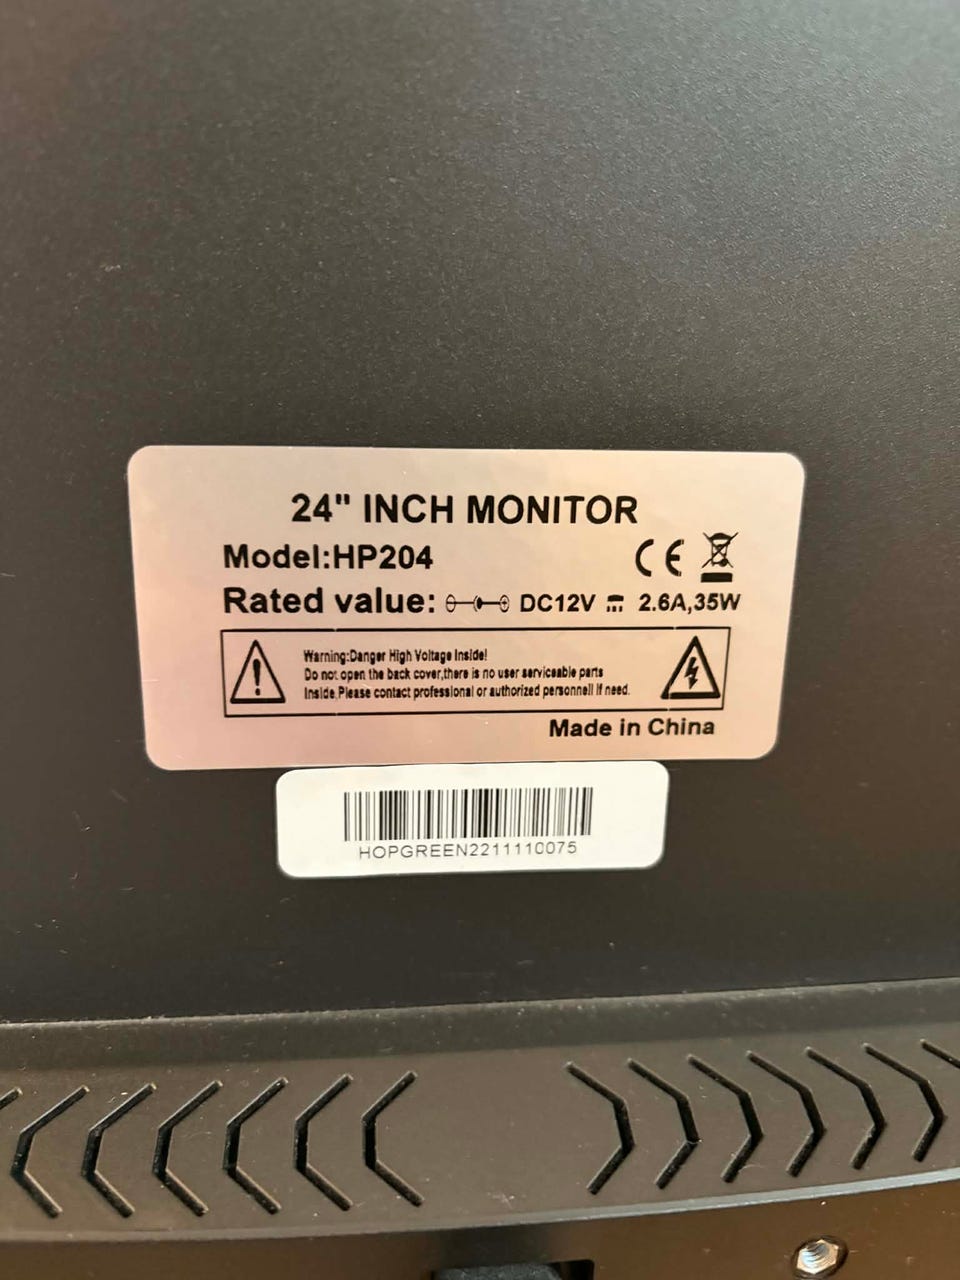 24" INCH MONITOR
Model:HP204
CE
Rated value: DC12V 2.6A,35W
Warning:Danger High Voltage Inside!
Do not open the back cover,there is no user serviceable parts
Inside.Please contact professional or authorized personnell if need.
Made in China
HOPGREEN2211110075